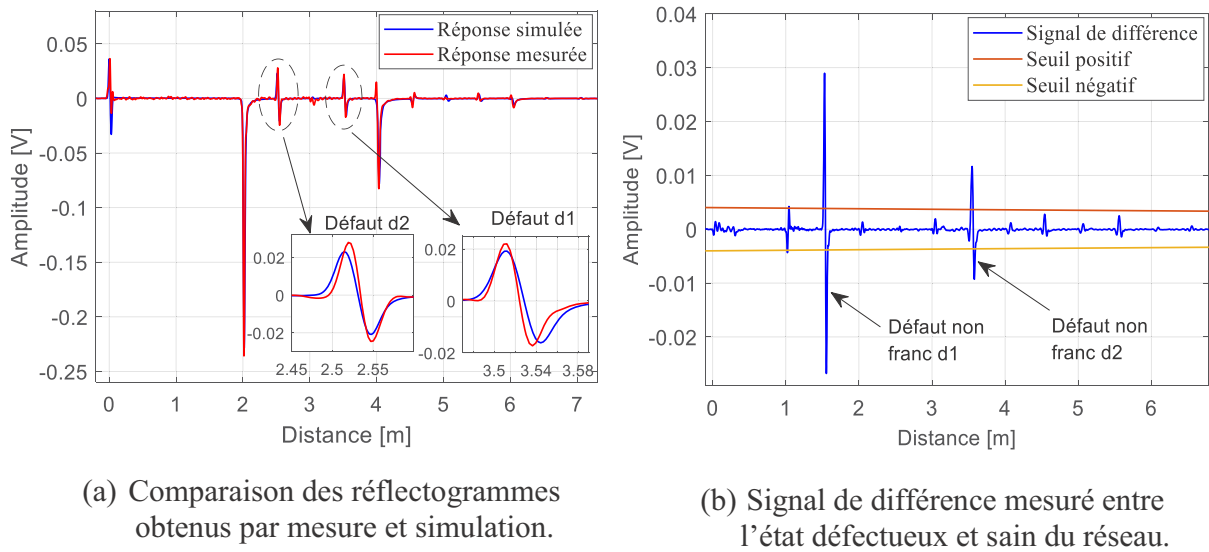 Réponse simulée
Réponse mesurée
0.05
0
-0.05
-0.1
-0.15
-0.2
-0.25
Amplitude [V]
Défaut d2
Défaut d1
0.02
0
-0.02
2.45
2.5
2.55
0.02
0
-0.02
3.5
3.54
3.58
0
1
2
3
4
5
6
7
Distance [m]
(a) Comparaison des réflectogrammes
obtenus par mesure et simulation.
Signal de différence
Seuil positif
Seuil négatif
0.04
0.03
0.02
0.01
0
-0.01
-0.02
Amplitude [V]
Défaut non
franc d1
Défaut non
franc d2
0
1
2
3
4
5
6
Distance [m]
(b) Signal de différence mesuré entre
l’état défectueux et sain du réseau.